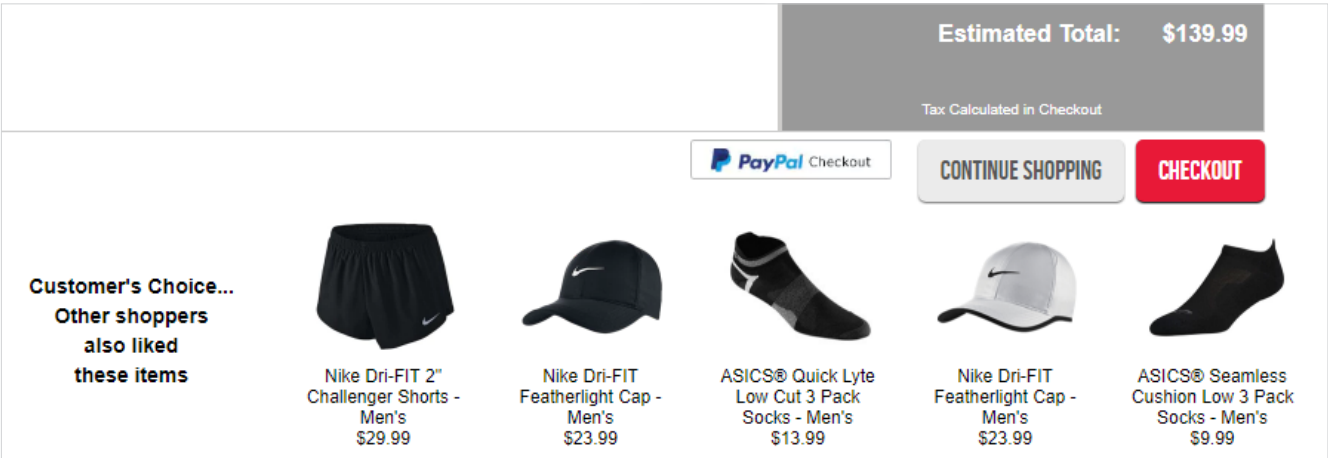 Estimated Total: $139.99
Tax Calculated in Checkout
PayPal Checkout
CONTINUE SHOPPING
CHECKOUT
Customer's Choice...
Other shoppers
also liked
these items
Nike Dri-FIT 2"
Challenger Shorts -
Men's
$29.99
Nike Dri-FIT
Featherlight Cap -
Men's
$23.99
ASICS® Quick Lyte
Low Cut 3 Pack
Socks - Men's
$13.99
Nike Dri-FIT
Featherlight Cap -
Men's
$23.99
ASICS® Seamless
Cushion Low 3 Pack
Socks - Men's
$9.99